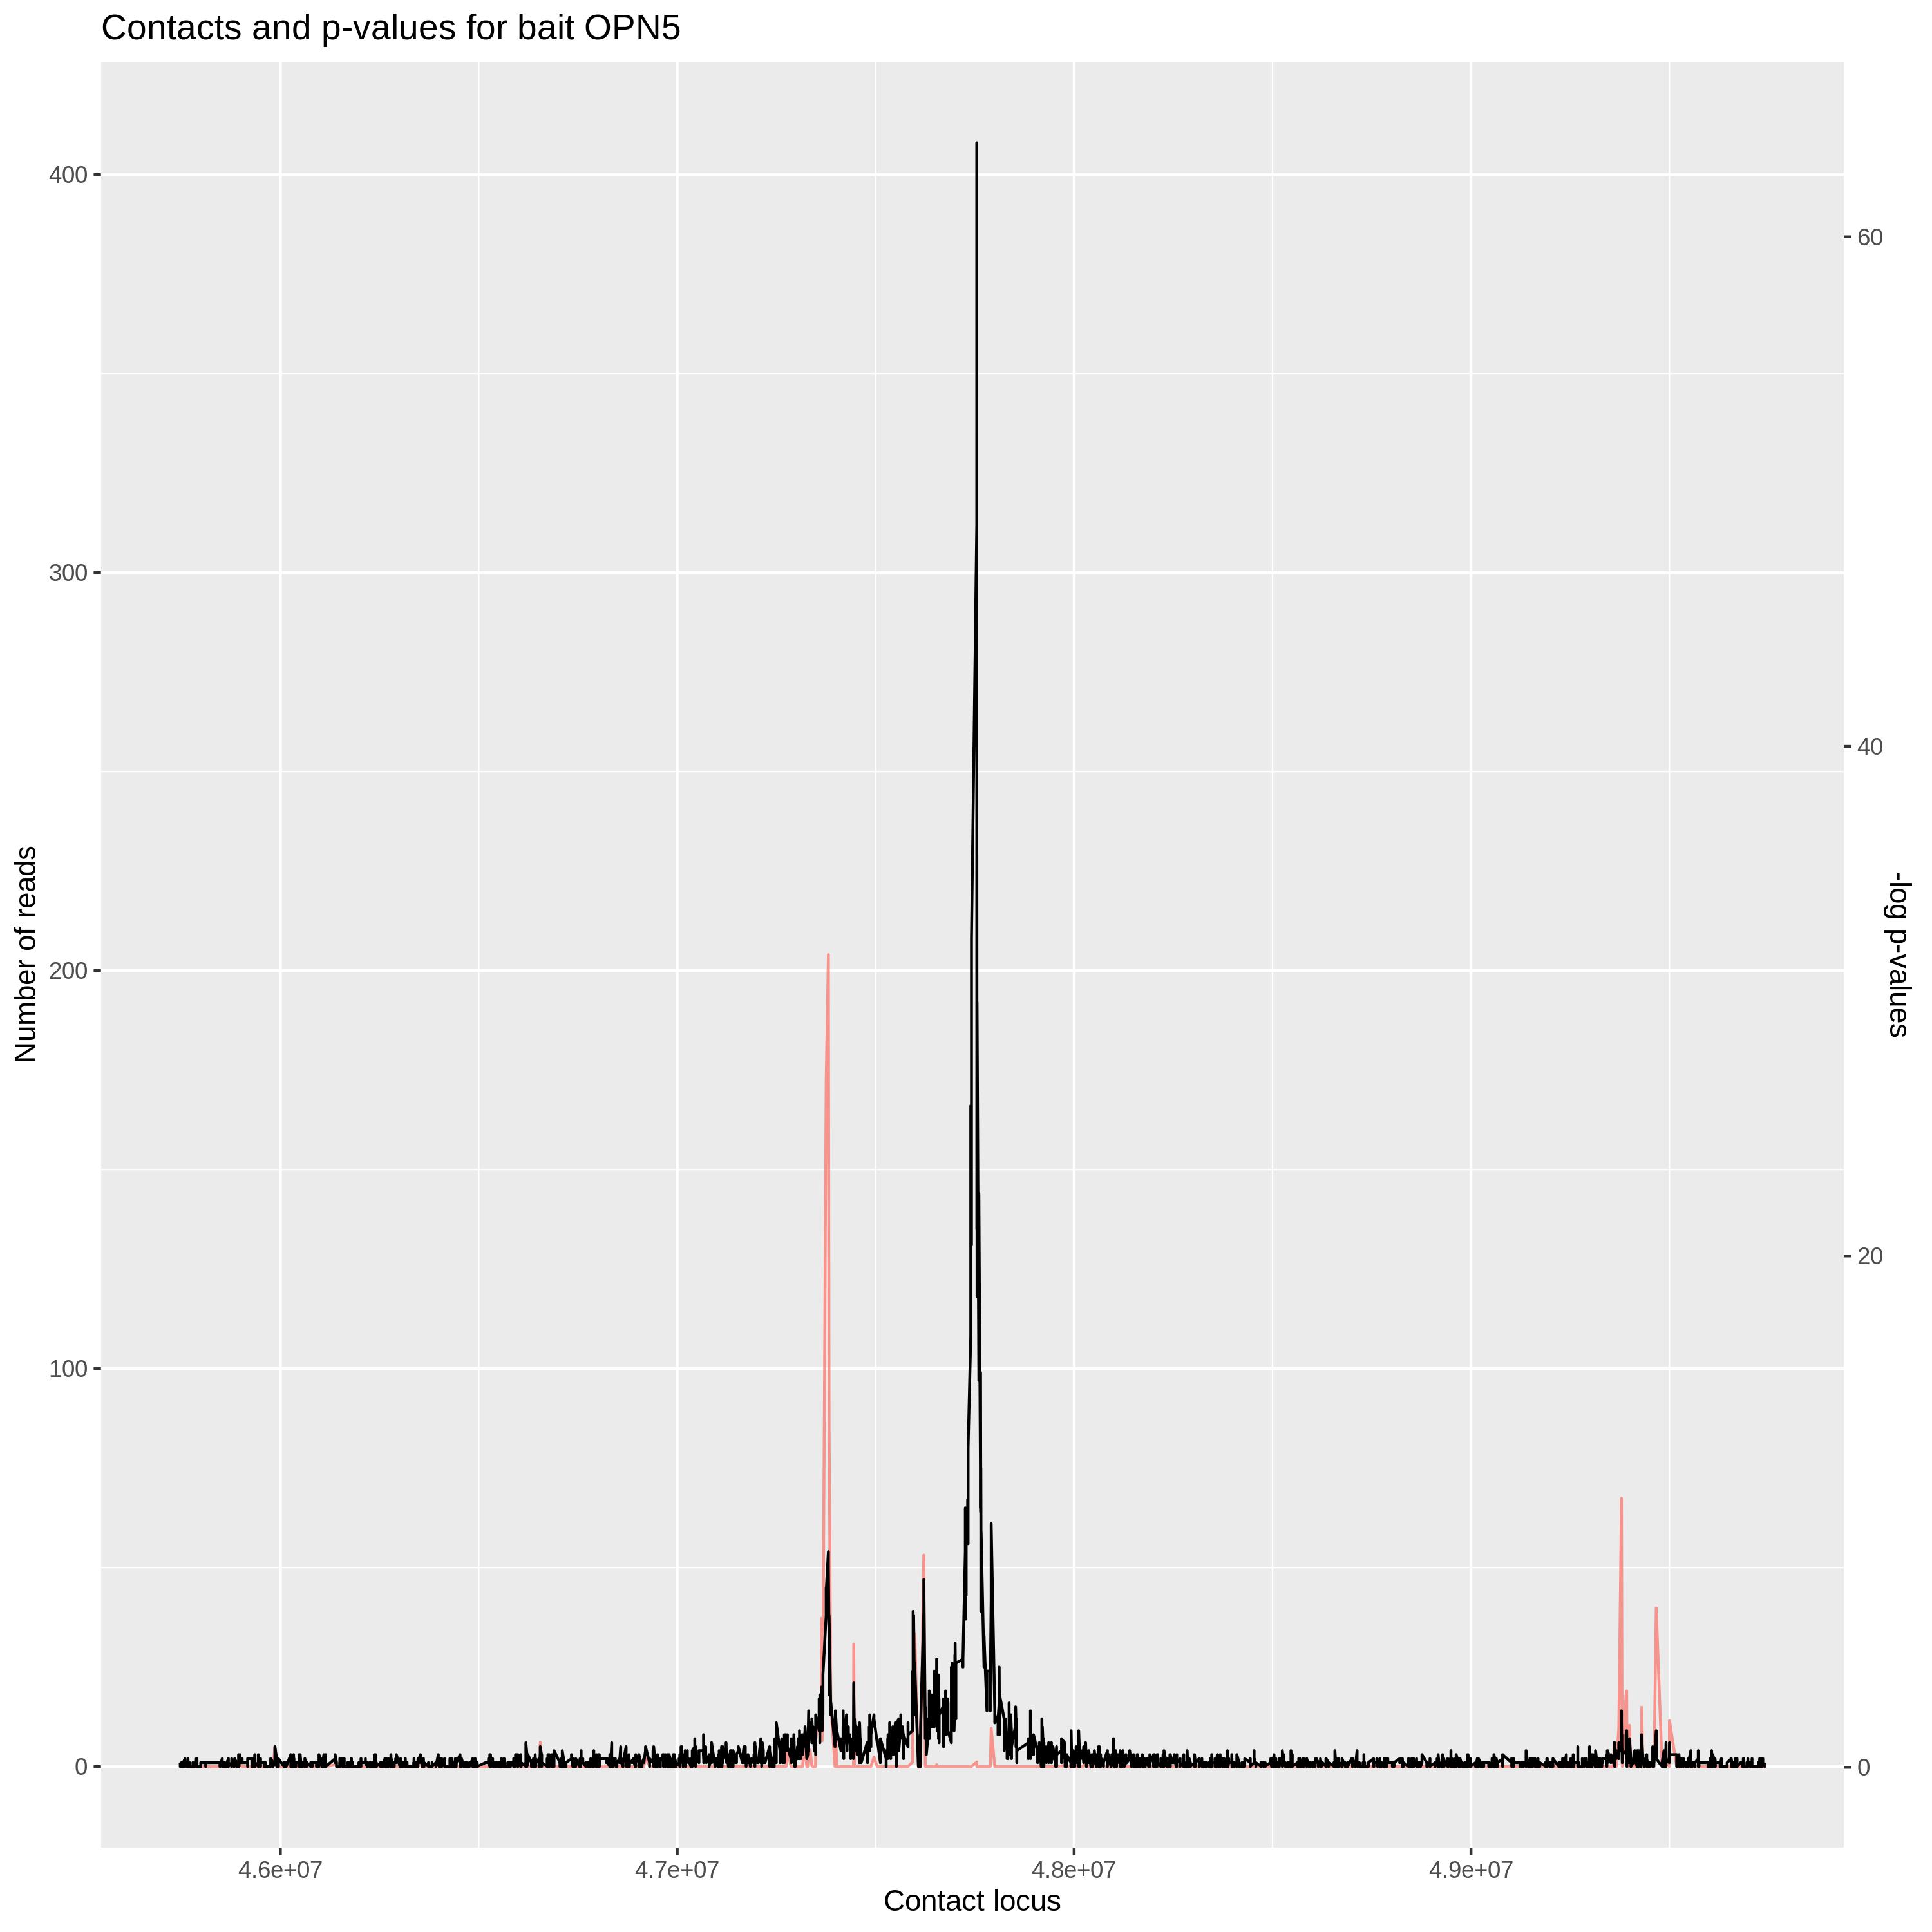 Contacts and p-values for bait OPN5
400
300
200
100
0
Number of reads
60
40
20
0
-log p-values
4.6e+07
4.7e+07
4.8e+07
4.9e+07
Contact locus